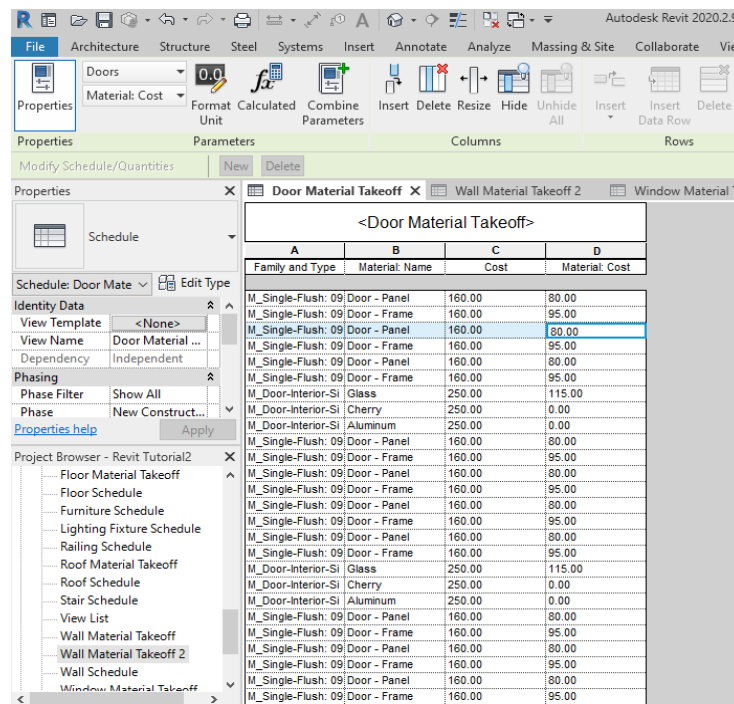 R Autodesk Revit 2020.2.9
File Architecture Structure Steel Systems Insert Annotate Analyze Massing & Site Collaborate Vie
Properties Doors Material: Cost 0.0 Format Unit fx Calculated Combine Parameters Insert Delete Resize Hide Unhide All Insert Insert Data Row Delete
Properties Parameters Columns Rows
Modify Schedule/Quantities New Delete
Properties X Door Material Takeoff X Wall Material Takeoff 2 Window Material
Schedule
<Door Material Takeoff>
A B C D
Family and Type Material: Name Cost Material: Cost
Schedule: Door Mate Edit Type
Identity Data
View Template <None>
View Name Door Material ...
Dependency Independent
Phasing
Phase Filter Show All
Phase New Construct...
Properties help Apply
M_Single-Flush: 09 Door - Panel 160.00 80.00
M_Single-Flush: 09 Door - Frame 160.00 95.00
M_Single-Flush: 09 Door - Panel 160.00 80.00
M_Single-Flush: 09 Door - Frame 160.00 95.00
M_Single-Flush: 09 Door - Panel 160.00 80.00
M_Single-Flush: 09 Door - Frame 160.00 95.00
M_Door-Interior-Si Glass 250.00 115.00
M_Door-Interior-Si Cherry 250.00 0.00
M_Door-Interior-Si Aluminum 250.00 0.00
M_Single-Flush: 09 Door - Panel 160.00 80.00
M_Single-Flush: 09 Door - Frame 160.00 95.00
M_Single-Flush: 09 Door - Panel 160.00 80.00
M_Single-Flush: 09 Door - Frame 160.00 95.00
M_Single-Flush: 09 Door - Panel 160.00 80.00
M_Single-Flush: 09 Door - Frame 160.00 95.00
M_Single-Flush: 09 Door - Panel 160.00 80.00
M_Single-Flush: 09 Door - Frame 160.00 95.00
M_Door-Interior-Si Glass 250.00 115.00
M_Door-Interior-Si Cherry 250.00 0.00
M_Door-Interior-Si Aluminum 250.00 0.00
M_Single-Flush: 09 Door - Panel 160.00 80.00
M_Single-Flush: 09 Door - Frame 160.00 95.00
M_Single-Flush: 09 Door - Panel 160.00 80.00
M_Single-Flush: 09 Door - Frame 160.00 95.00
M_Single-Flush: 09 Door - Panel 160.00 80.00
M_Single-Flush: 09 Door - Frame 160.00 95.00
Project Browser - Revit Tutorial2 X
Floor Material Takeoff
Floor Schedule
Furniture Schedule
Lighting Fixture Schedule
Railing Schedule
Roof Material Takeoff
Roof Schedule
Stair Schedule
View List
Wall Material Takeoff
Wall Material Takeoff 2
Wall Schedule
Window Material Takeoff